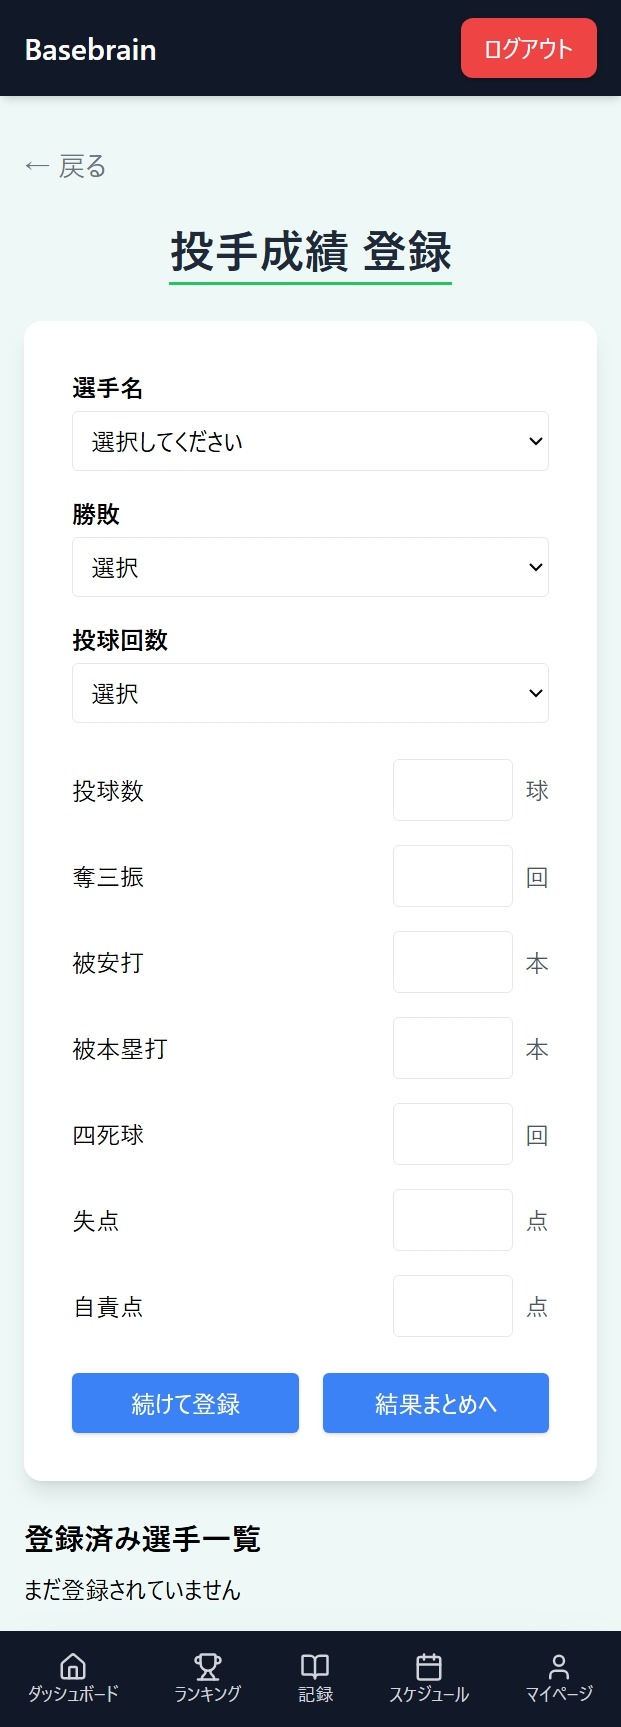 Basebrain
ログアウト
← 戻る
投手成績 登録
選手名
選択してください
勝敗
選択
投球回数
選択
投球数 球
奪三振 回
被安打 本
被本塁打 本
四死球 回
失点 点
自責点 点
続けて登録 結果まとめへ
登録済み選手一覧
まだ登録されていません
ダッシュボード ランキング 記録 スケジュール マイページ